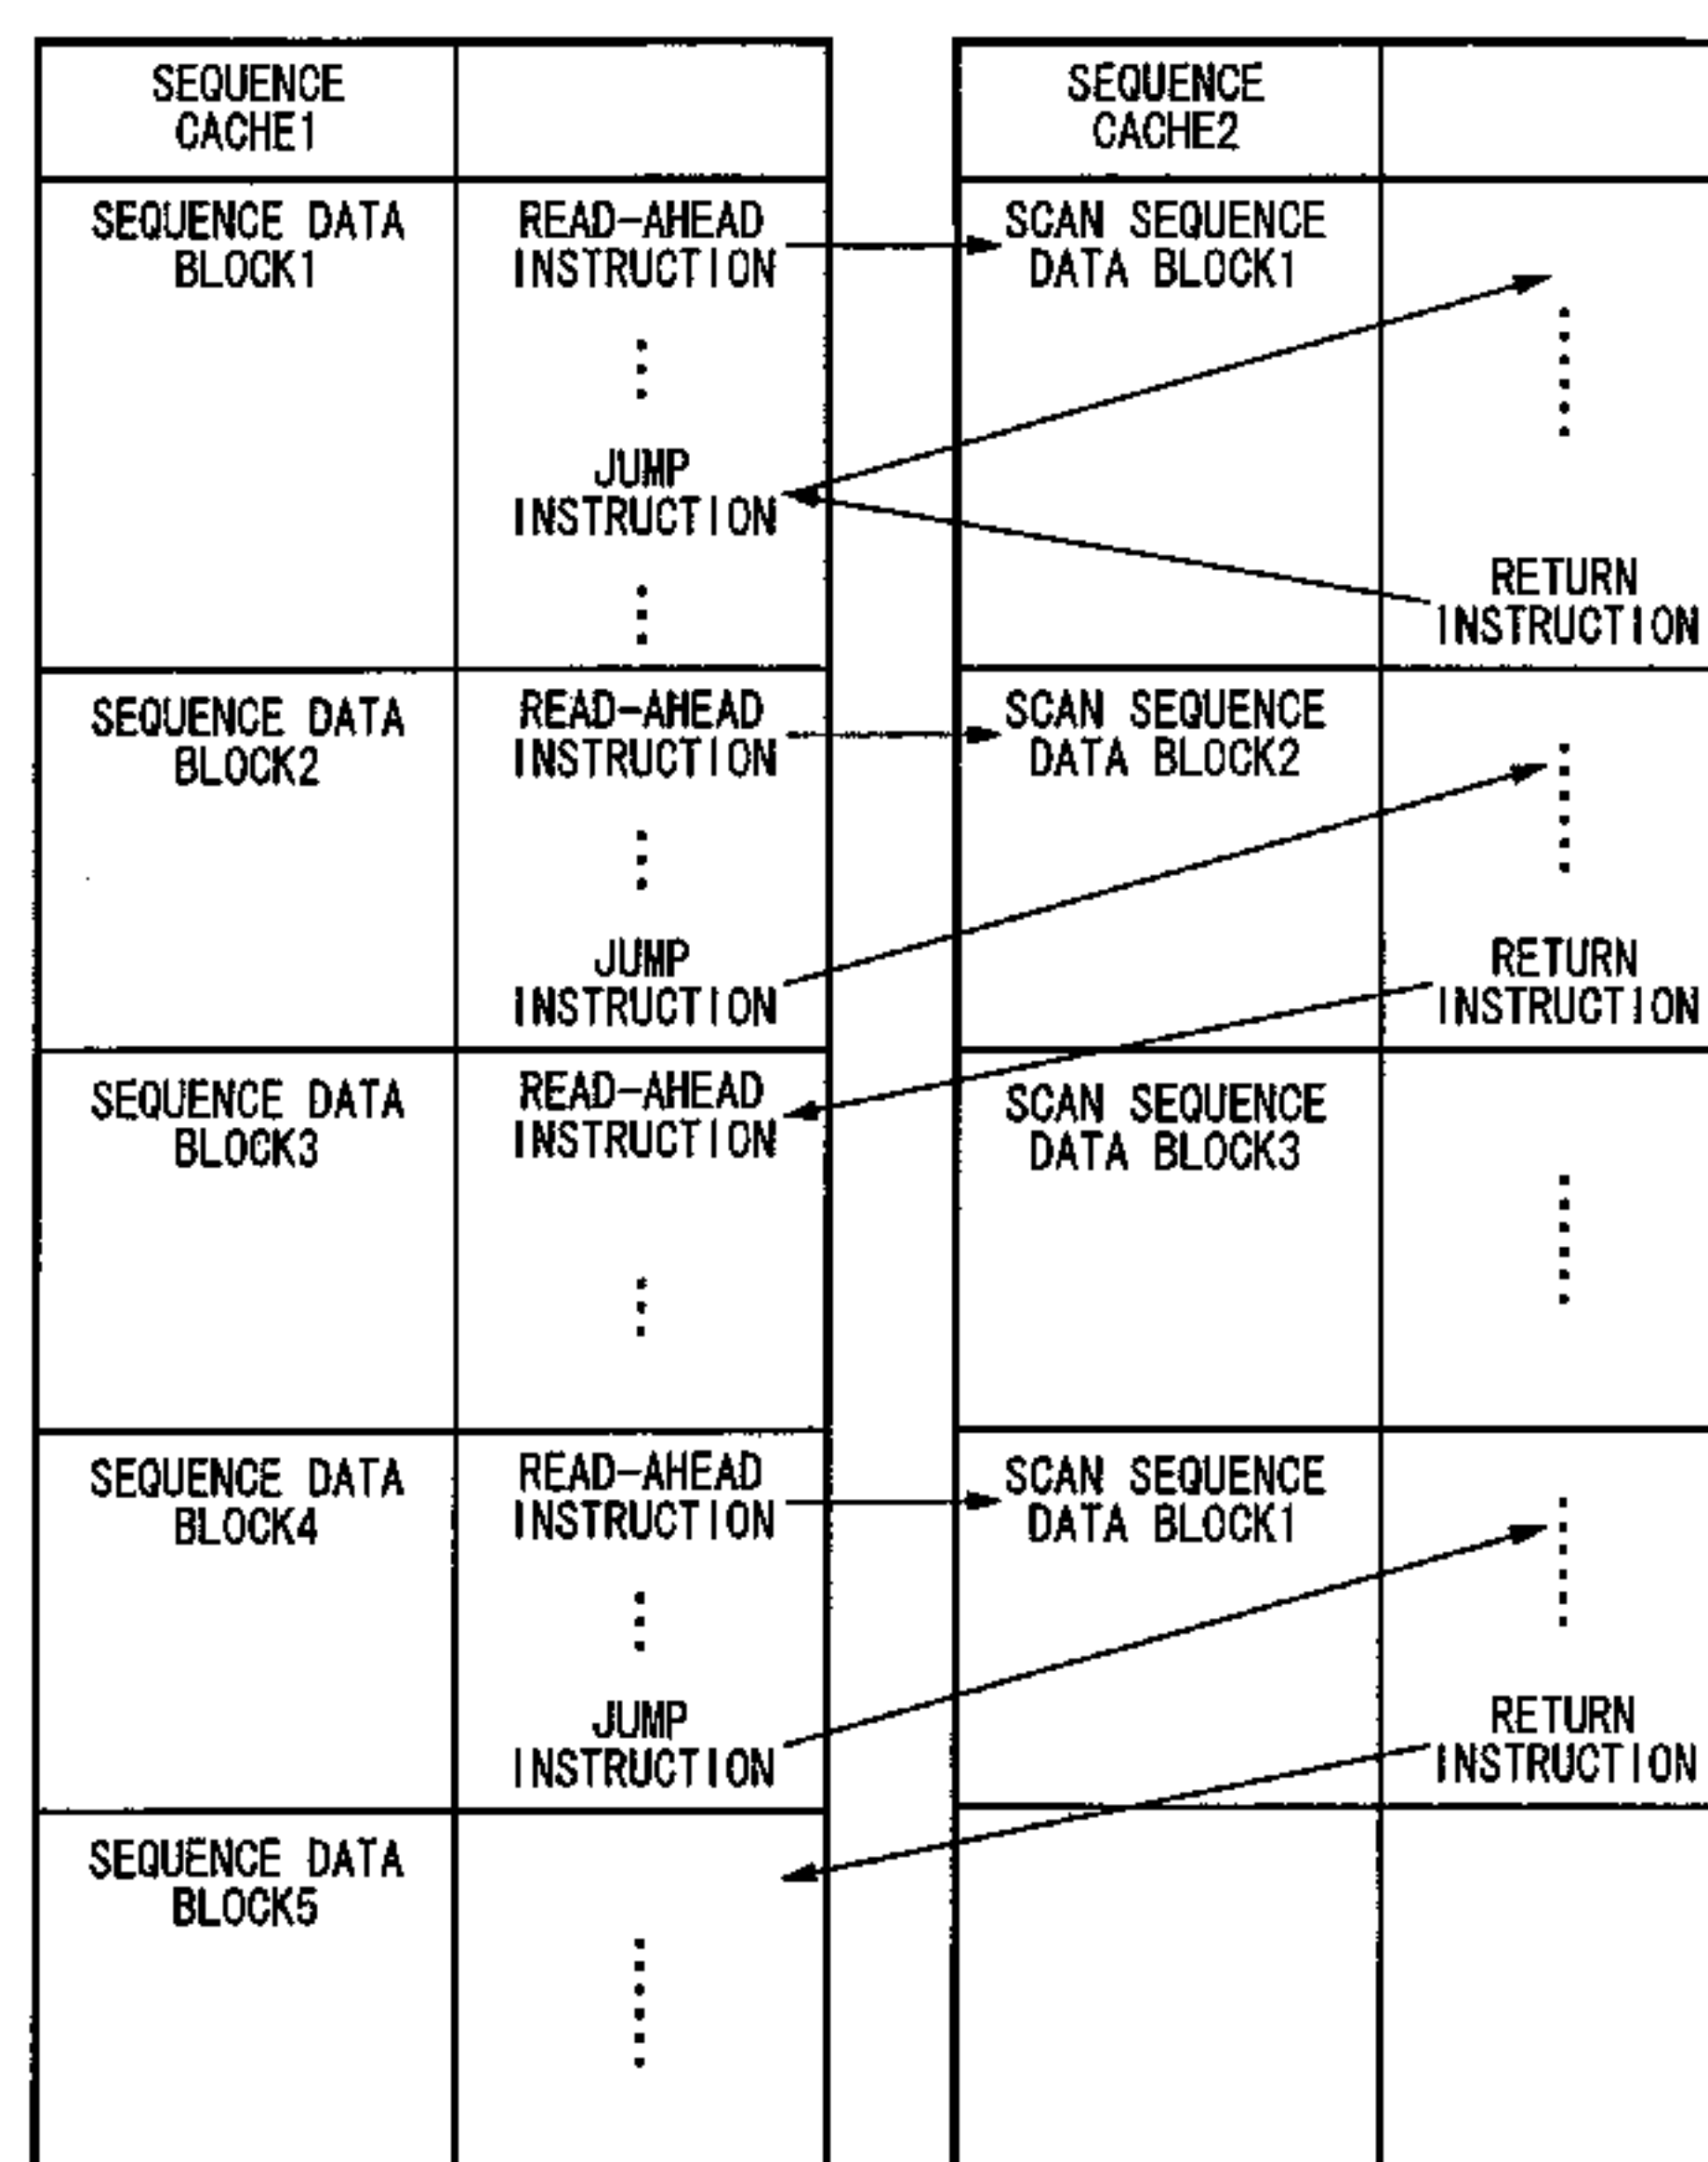 SEQUENCE
CACHE1
SEQUENCE
CACHE2
SEQUENCE DATA
BLOCK1
READ-AHEAD
INSTRUCTION
JUMP
INSTRUCTION
SCAN SEQUENCE
DATA BLOCK1
RETURN
INSTRUCTION
SEQUENCE DATA
BLOCK2
READ-AHEAD
INSTRUCTION
JUMP
INSTRUCTION
SCAN SEQUENCE
DATA BLOCK2
RETURN
INSTRUCTION
SEQUENCE DATA
BLOCK3
READ-AHEAD
INSTRUCTION
SCAN SEQUENCE
DATA BLOCK3
SEQUENCE DATA
BLOCK4
READ-AHEAD
INSTRUCTION
JUMP
INSTRUCTION
SCAN SEQUENCE
DATA BLOCK1
RETURN
INSTRUCTION
SEQUENCE DATA
BLOCK5